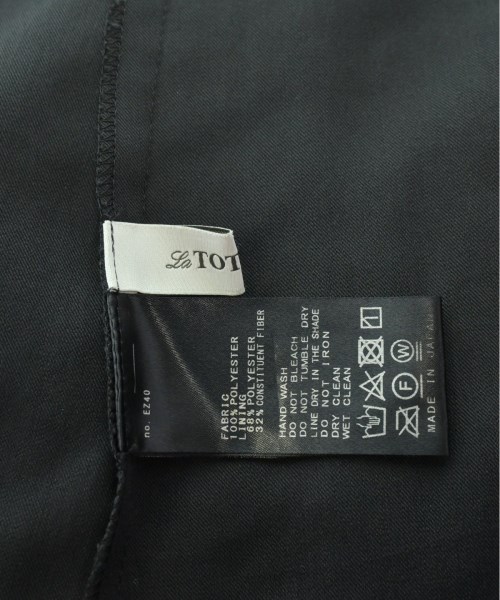 La TOT
no. EZ40
FABRIC
100% POLYESTER
LINING
68% POLYESTER
32% CONSTITUENT FIBER
HAND WASH
DO NOT BLEACH
DO NOT TUMBLE DRY
LINE DRY IN THE SHADE
DO NOT IRON
DRY CLEAN
WET CLEAN
F W
MADE IN JAPAN